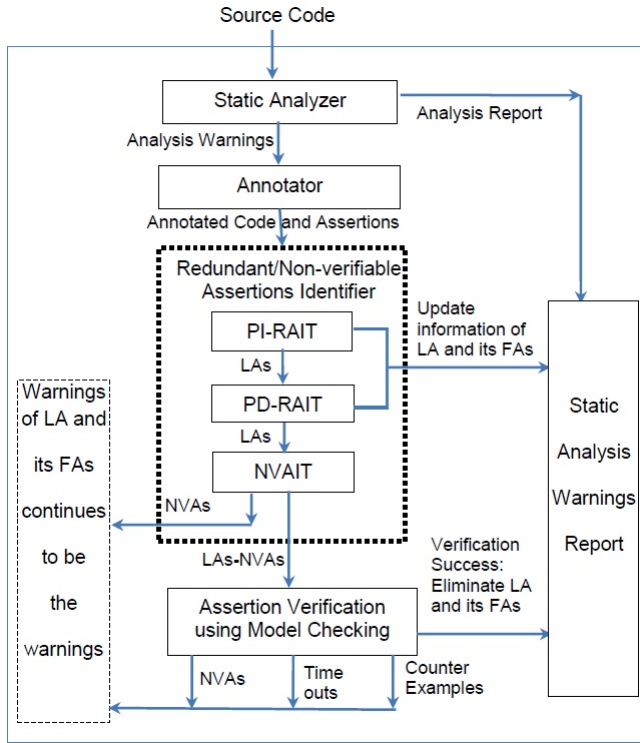 Source Code
Static Analyzer
Analysis Report
Analysis Warnings
Annotator
Annotated Code and Assertions
Redundant/Non-verifiable
Assertions Identifier
PI-RAIT
LAs
PD-RAIT
LAs
NVAIT
NVAs
LAs-NVAs
Update
information of
LA and its FAs
Warnings
of LA and
its FAs
continues
to be
the
warnings
Static
Analysis
Warnings
Report
Verification
Success:
Eliminate LA
and its FAs
Assertion Verification
using Model Checking
NVAs
Time
outs
Counter
Examples